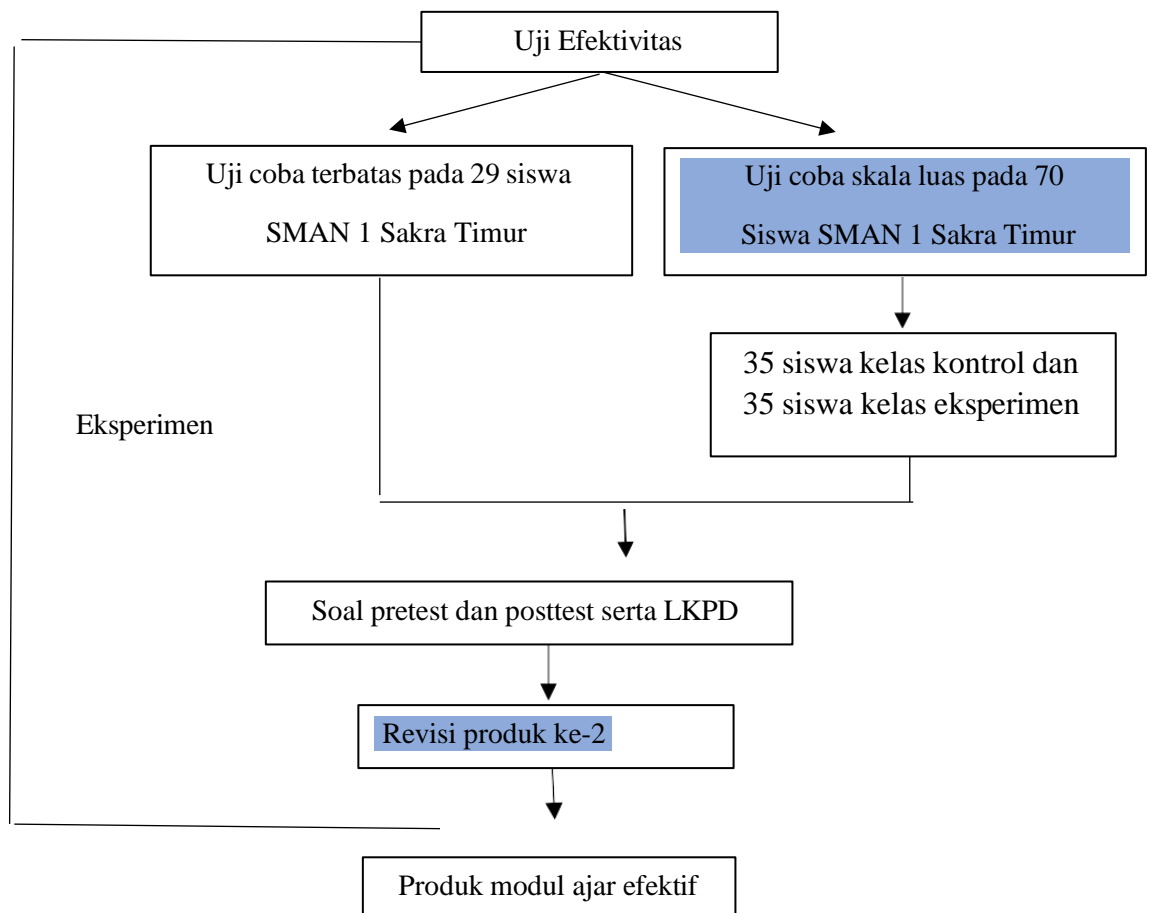 Uji Efektivitas
Uji coba terbatas pada 29 siswa
SMAN 1 Sakra Timur
Uji coba skala luas pada 70
Siswa SMAN 1 Sakra Timur
35 siswa kelas kontrol dan
35 siswa kelas eksperimen
Eksperimen
Soal pretest dan posttest serta LKPD
Revisi produk ke-2
Produk modul ajar efektif